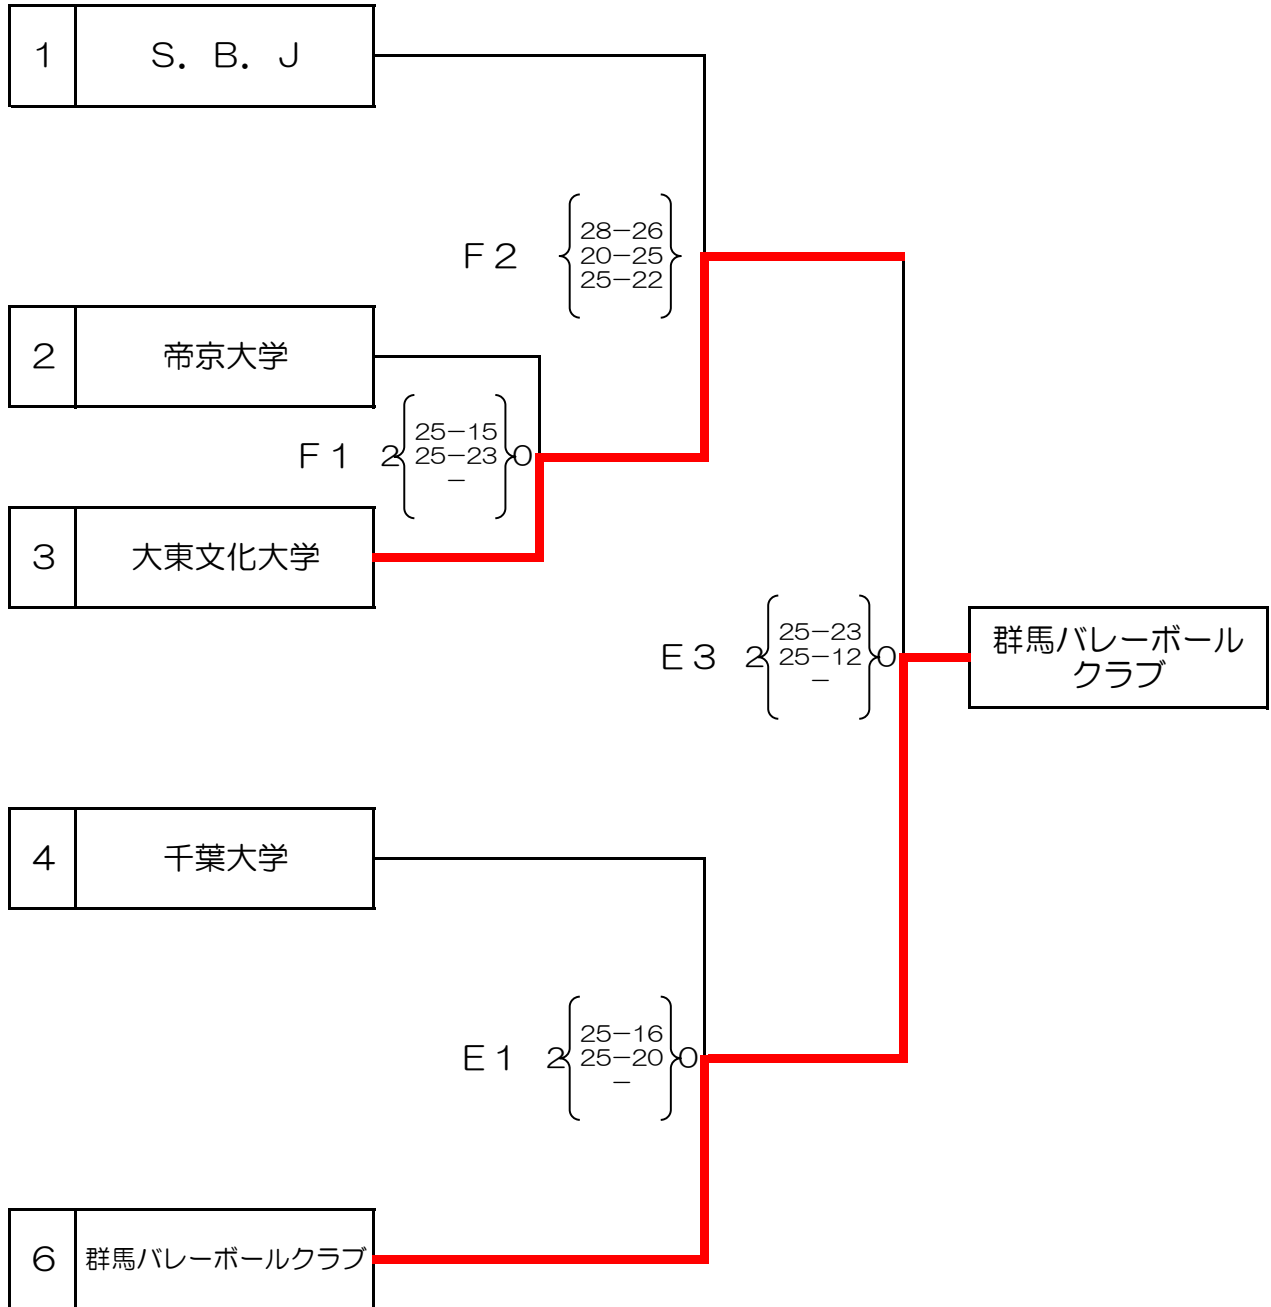 1 S．B．J
F2
28-26
20-25
25-22
2 帝京大学
F1 2 0
25-15
25-23
-
3 大東文化大学
E3 2 0
25-23
25-12
-
群馬バレーボール
クラブ
4 千葉大学
E1 2 0
25-16
25-20
-
6 群馬バレーボールクラブ